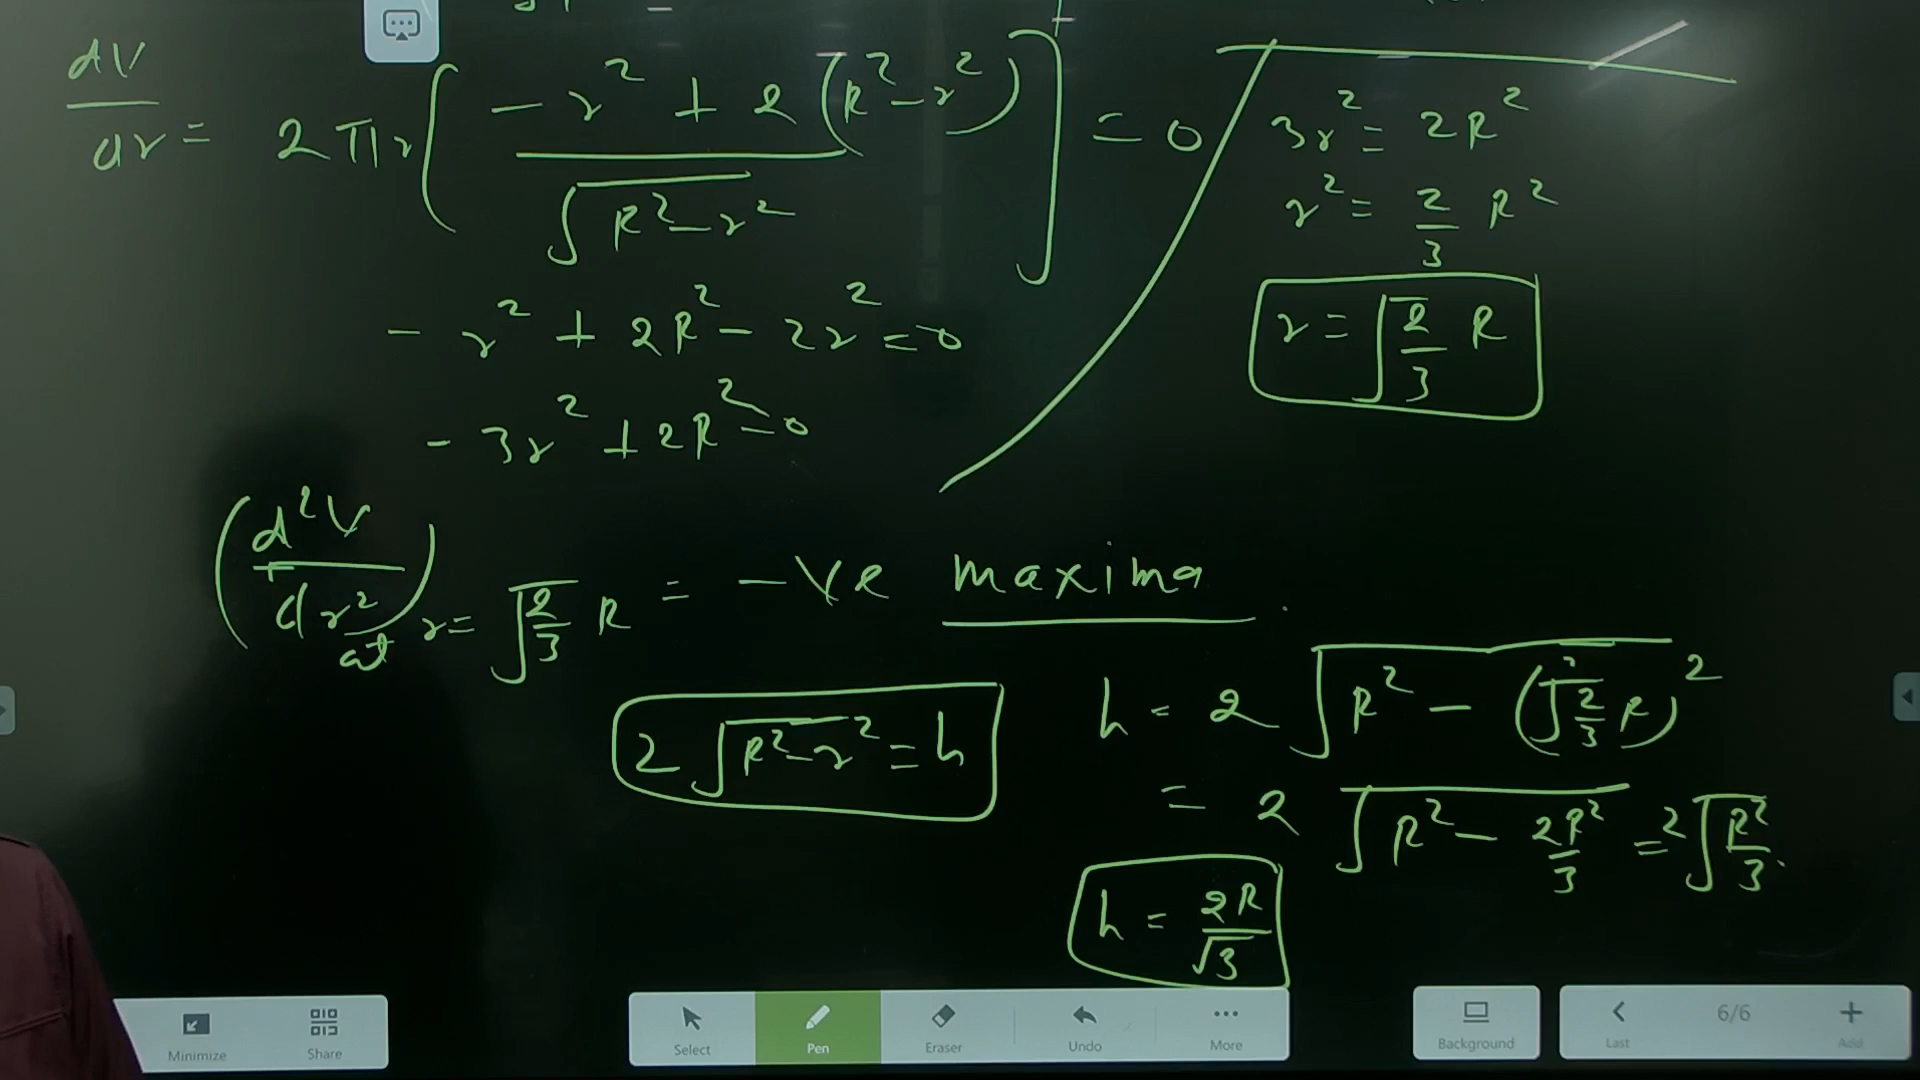 dV/dr = 2πr[(-r² + 2(R²-r²))/√(R²-r²)] = 0
-r² + 2R² - 2r² = 0
-3r² + 2R² = 0
3r² = 2R²
r² = 2/3 R²
r = √(2/3) R
(d²V/dr²) at r = √(2/3) R = -ve maxima
2√(R²-r²) = h
h = 2√(R² - (√(2/3) R)²)
= 2√(R² - 2R²/3) = 2√(R²/3)
h = 2R/√3
Minimize
Share
Select
Pen
Eraser
Undo
More
Background
Last
6/6
Add